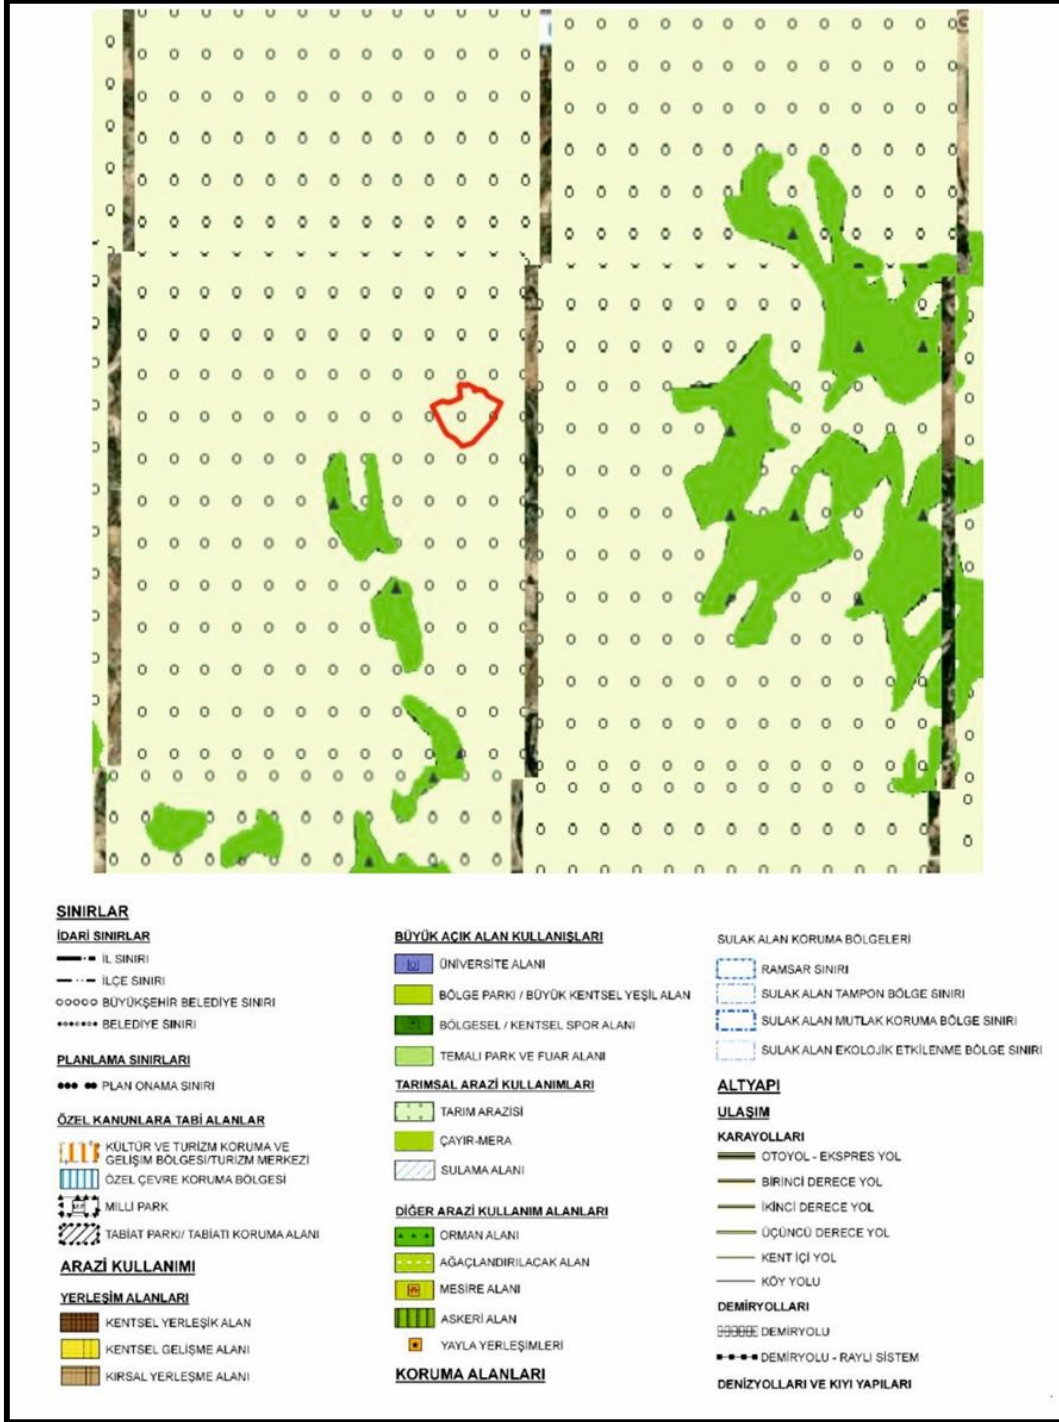 SINIRLAR
İDARİ SINIRLAR
İL SINIRI
İLÇE SINIRI
BÜYÜKŞEHİR BELEDİYE SINIRI
BELEDİYE SINIRI
PLANLAMA SINIRLARI
PLAN ONAMA SINIRI
ÖZEL KANUNLARA TABİ ALANLAR
KÜLTÜR VE TURİZM KORUMA VE
GELİŞİM BÖLGESİ/TURİZM MERKEZİ
ÖZEL ÇEVRE KORUMA BÖLGESİ
MİLLİ PARK
TABİAT PARKI/ TABİATI KORUMA ALANI
ARAZİ KULLANIMI
YERLEŞİM ALANLARI
KENTSEL YERLEŞİK ALAN
KENTSEL GELİŞME ALANI
KIRSAL YERLEŞME ALANI
BÜYÜK AÇIK ALAN KULLANIŞLARI
ÜNİVERSİTE ALANI
BÖLGE PARKI / BÜYÜK KENTSEL YEŞİL ALAN
BÖLGESEL / KENTSEL SPOR ALANI
TEMALI PARK VE FUAR ALANI
TARIMSAL ARAZİ KULLANIMLARI
TARIM ARAZİSİ
ÇAYIR-MERA
SULAMA ALANI
DİĞER ARAZİ KULLANIM ALANLARI
ORMAN ALANI
AĞAÇLANDIRILACAK ALAN
MESİRE ALANI
ASKERİ ALAN
YAYLA YERLEŞİMLERİ
KORUMA ALANLARI
SULAK ALAN KORUMA BÖLGELERİ
RAMSAR SINIRI
SULAK ALAN TAMPON BÖLGE SINIRI
SULAK ALAN MUTLAK KORUMA BÖLGE SINIRI
SULAK ALAN EKOLOJİK ETKİLENME BÖLGE SINIRI
ALTYAPI
ULAŞIM
KARAYOLLARI
OTOYOL - EKSPRES YOL
BİRİNCİ DERECE YOL
İKİNCİ DERECE YOL
ÜÇÜNCÜ DERECE YOL
KENT İÇİ YOL
KÖY YOLU
DEMİRYOLLARI
DEMİRYOLU
DEMİRYOLU - RAYLI SİSTEM
DENİZYOLLARI VE KIYI YAPILARI